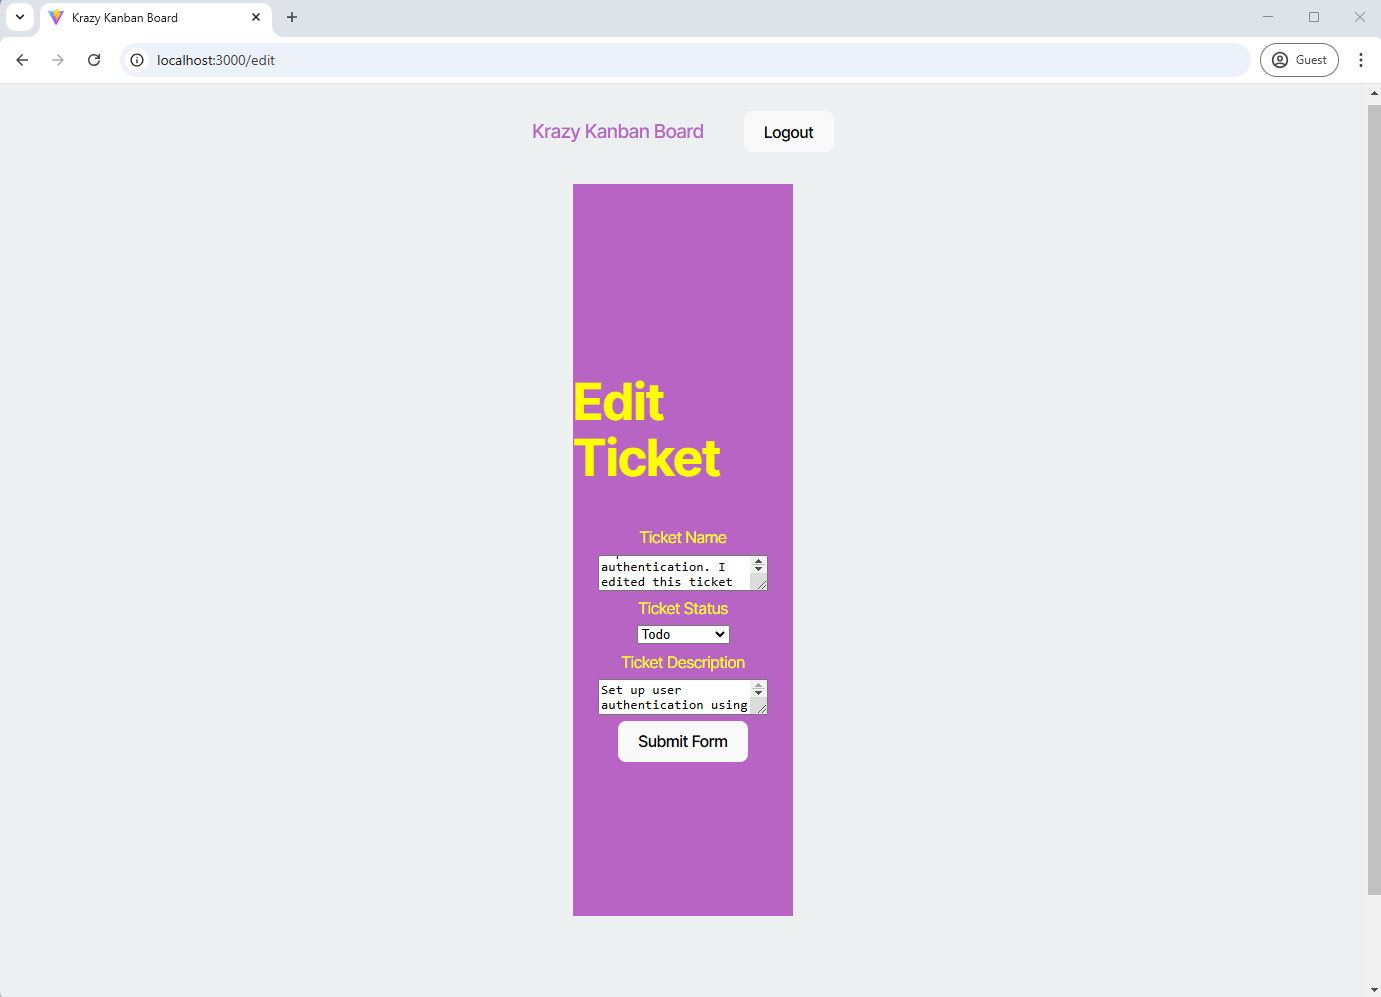 Krazy Kanban Board
localhost:3000/edit
Guest
Krazy Kanban Board
Logout
Edit
Ticket
Ticket Name
authentication. I
edited this ticket
Ticket Status
Todo
Ticket Description
Set up user
authentication using
Submit Form